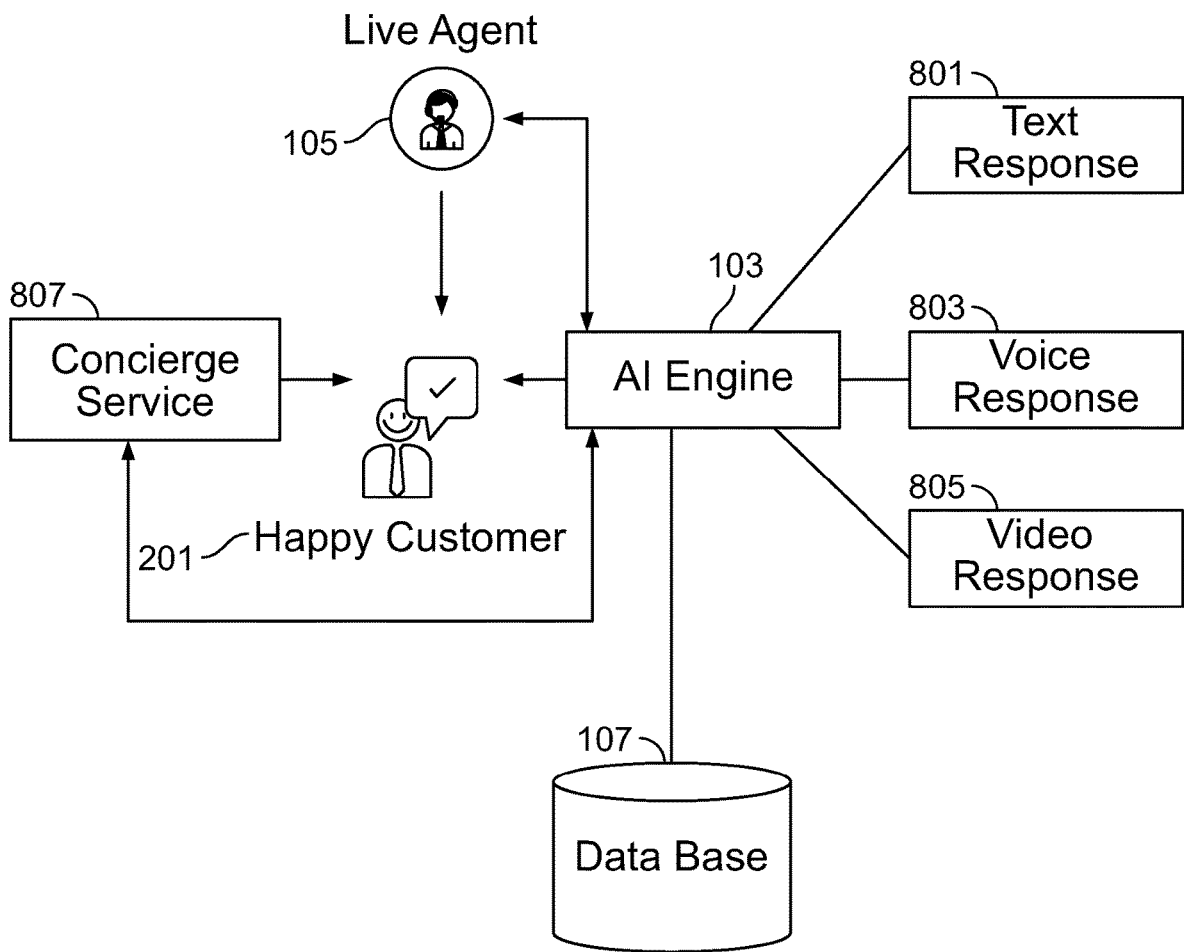 Live Agent
105
801
Text
Response
103
807
Concierge
Service
AI Engine
803
Voice
Response
805
Video
Response
201
Happy Customer
107
Data Base